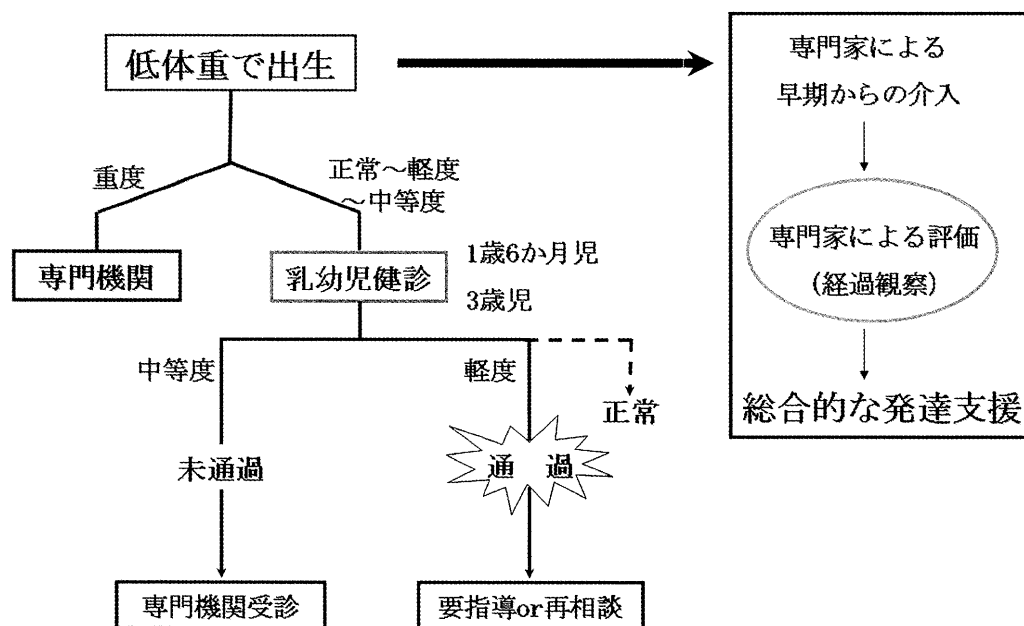 低体重で出生
重度
正常～軽度
～中等度
専門機関
乳幼児健診
1歳6か月児
3歳児
中等度
軽度
正常
未通過
通 過
専門機関受診
要指導or再相談
専門家による
早期からの介入
専門家による評価
(経過観察)
総合的な発達支援